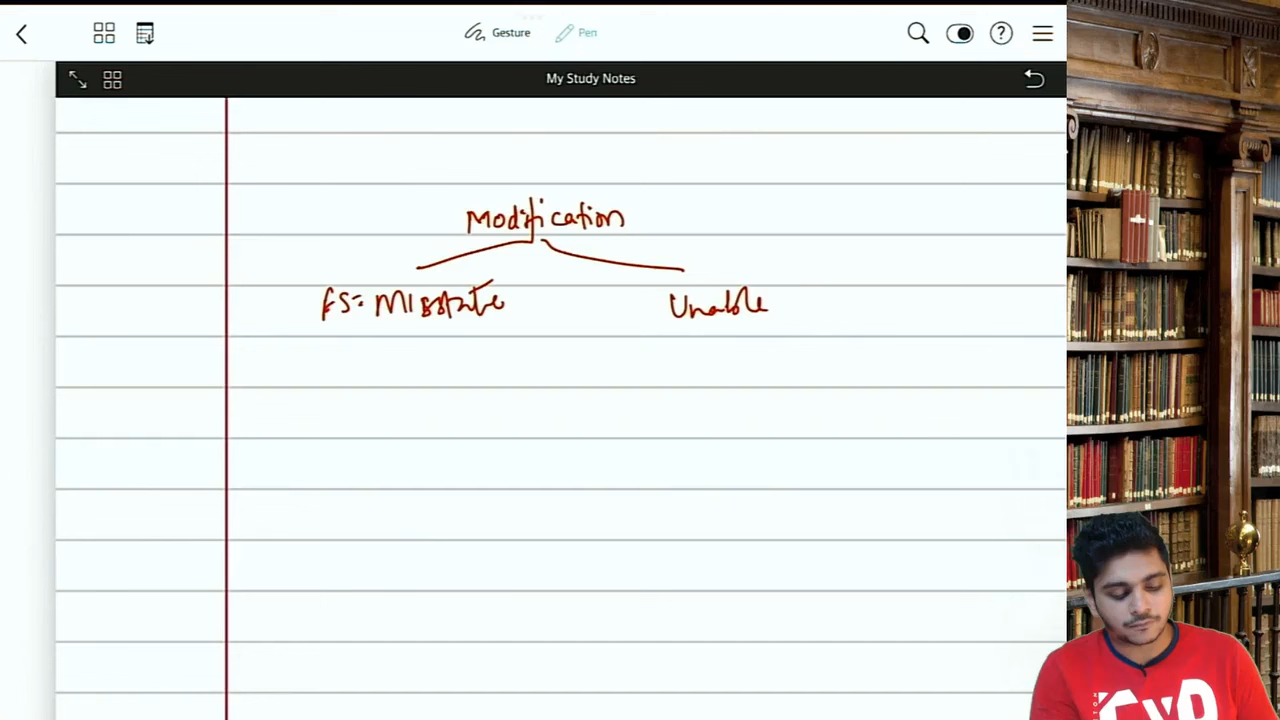 Gesture Pen
My Study Notes
Modification
FS= Misstate Unable